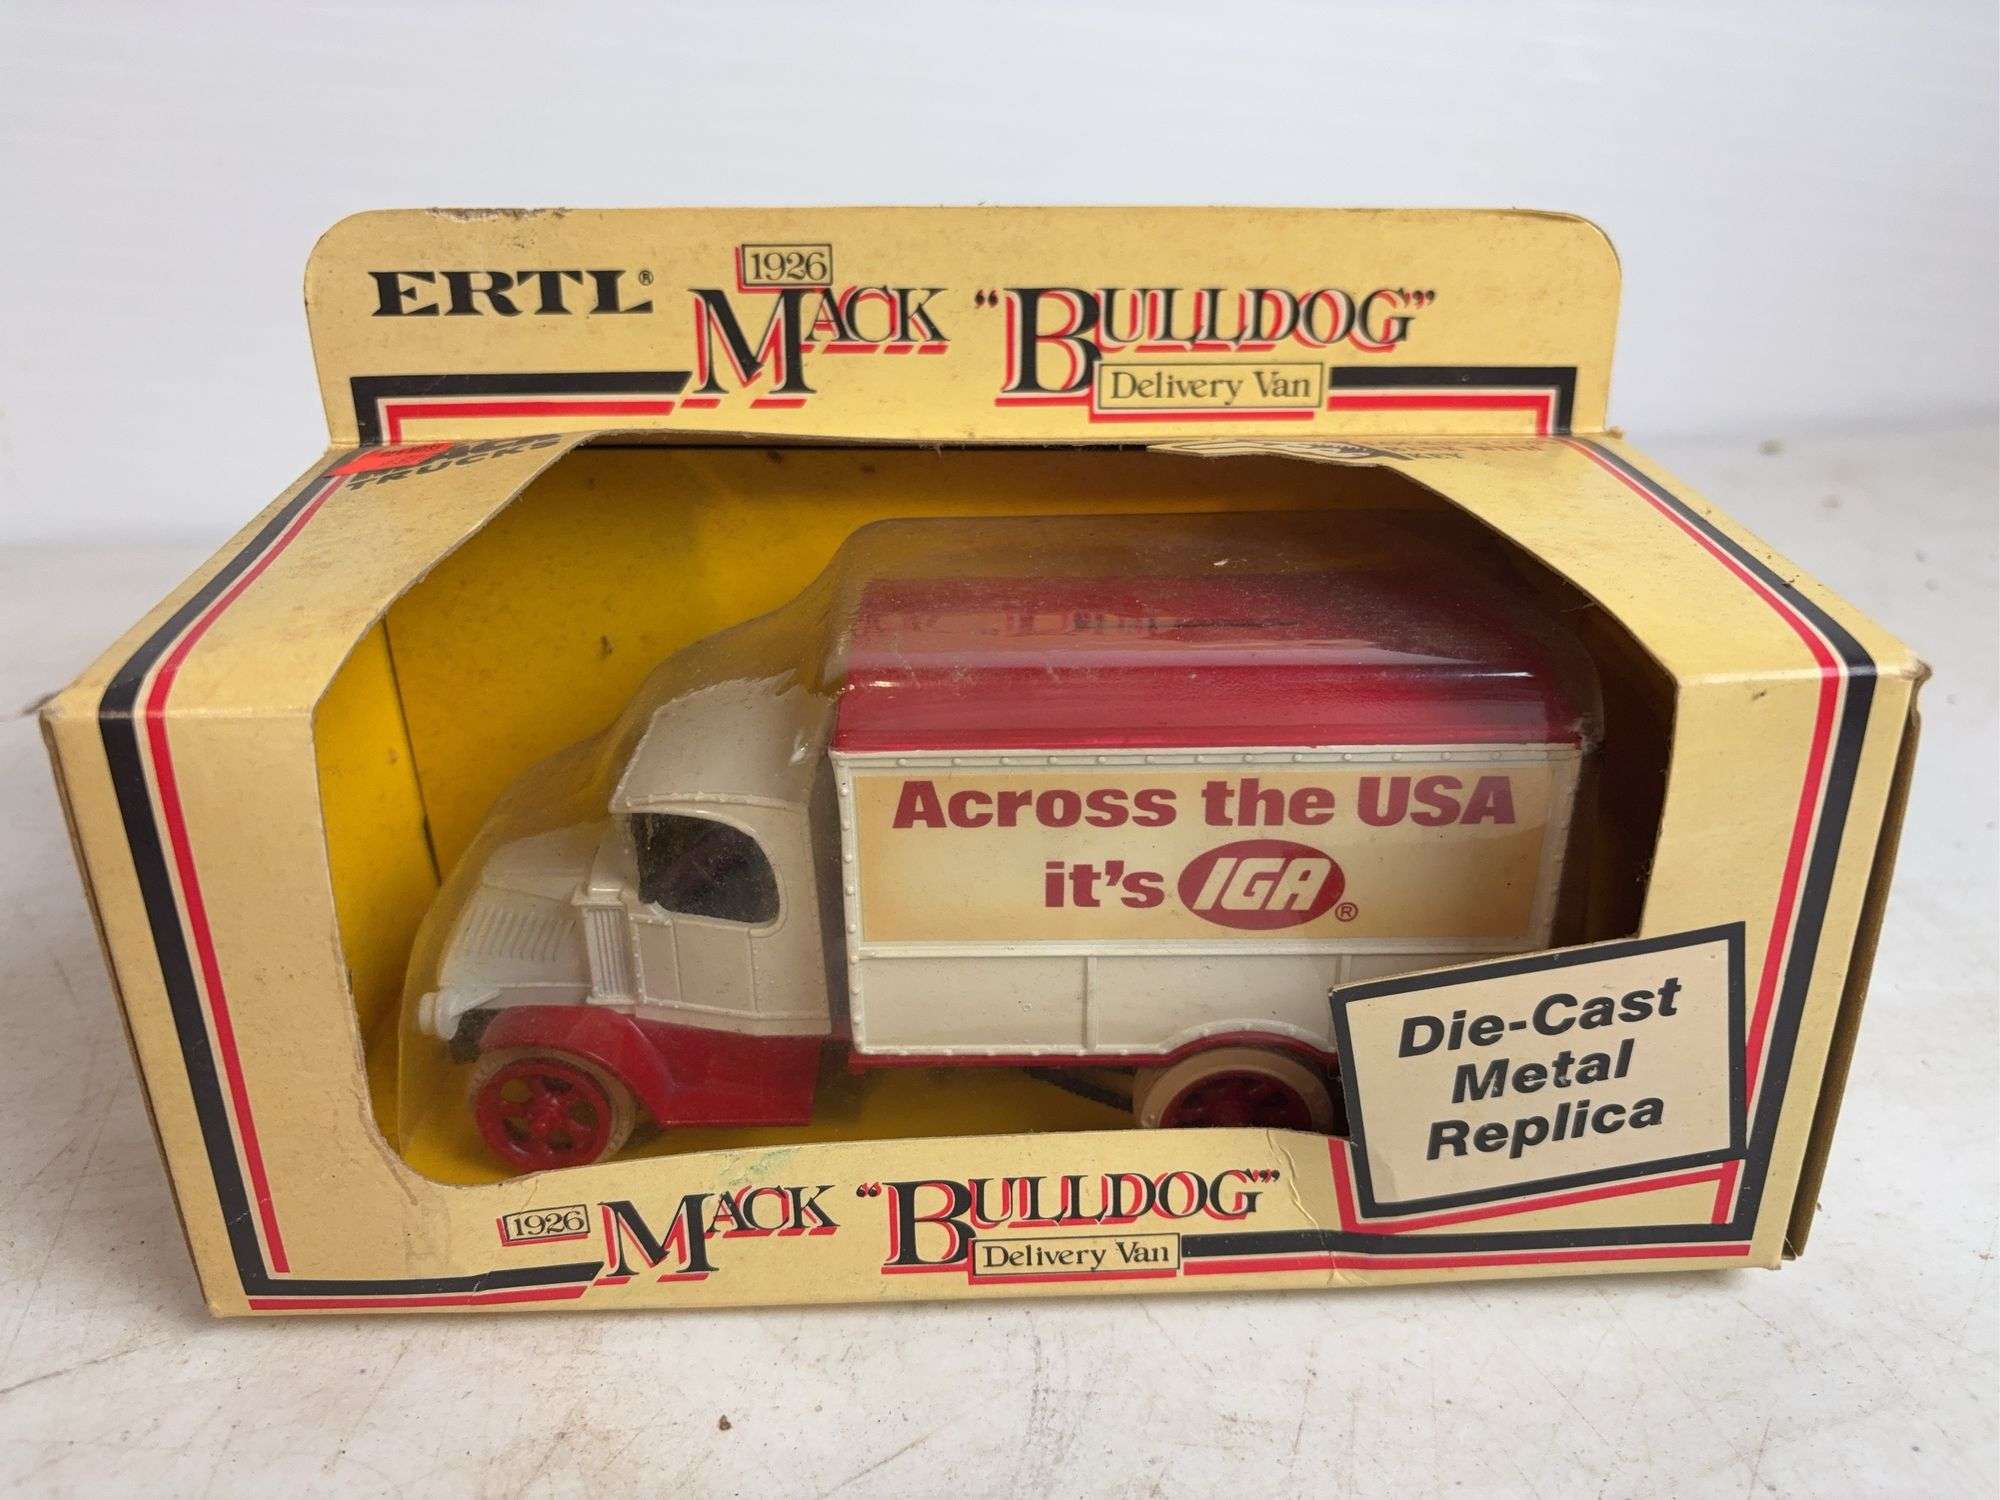 ERTL®
1926
MACK "BULLDOG"
Delivery Van
TRUCKS
KEY
Across the USA
it's IGA®
Die-Cast
Metal
Replica
1926 MACK "BULLDOG"
Delivery Van